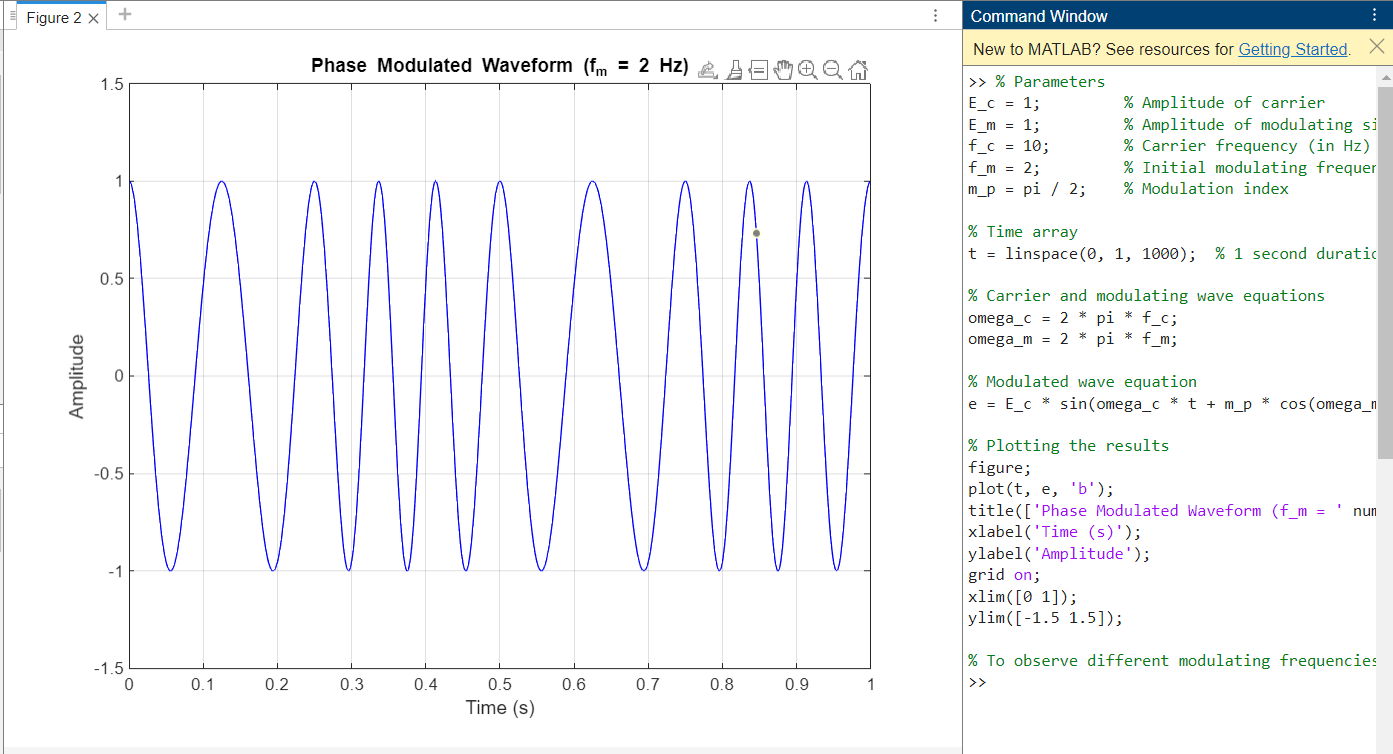 Figure 2
Phase Modulated Waveform (fm = 2 Hz)
1.5
1
0.5
0
-0.5
-1
-1.5
Amplitude
0 0.1 0.2 0.3 0.4 0.5 0.6 0.7 0.8 0.9 1
Time (s)
Command Window
New to MATLAB? See resources for Getting Started.
>> % Parameters
E_c = 1; % Amplitude of carrier
E_m = 1; % Amplitude of modulating si
f_c = 10; % Carrier frequency (in Hz)
f_m = 2; % Initial modulating frequen
m_p = pi / 2; % Modulation index
% Time array
t = linspace(0, 1, 1000); % 1 second duratio
% Carrier and modulating wave equations
omega_c = 2 * pi * f_c;
omega_m = 2 * pi * f_m;
% Modulated wave equation
e = E_c * sin(omega_c * t + m_p * cos(omega_m
% Plotting the results
figure;
plot(t, e, 'b');
title(['Phase Modulated Waveform (f_m = ' num
xlabel('Time (s)');
ylabel('Amplitude');
grid on;
xlim([0 1]);
ylim([-1.5 1.5]);
% To observe different modulating frequencies
>>